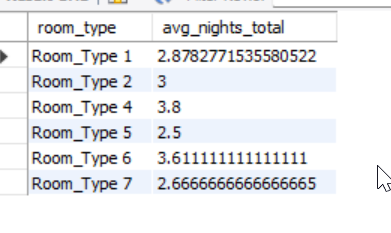 room_type avg_nights_total
Room_Type 1 2.8782771535580522
Room_Type 2 3
Room_Type 4 3.8
Room_Type 5 2.5
Room_Type 6 3.611111111111111
Room_Type 7 2.6666666666666665